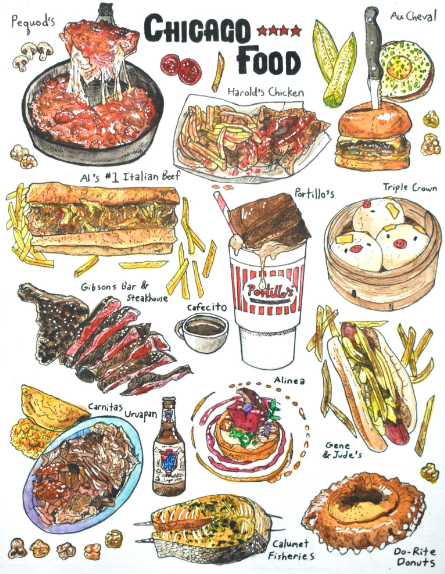 Pequod's
CHICAGO
FOOD
Au Cheval
Harold's Chicken
Al's #1 Italian Beef
Portillo's
Triple Crown
Portillo's
Gibsons Bar &
Steakhouse
Cafecito
Alinea
Carnitas
Uruapan
Gene
& Jude's
Calumet
Fisheries
Do-Rite
Donuts